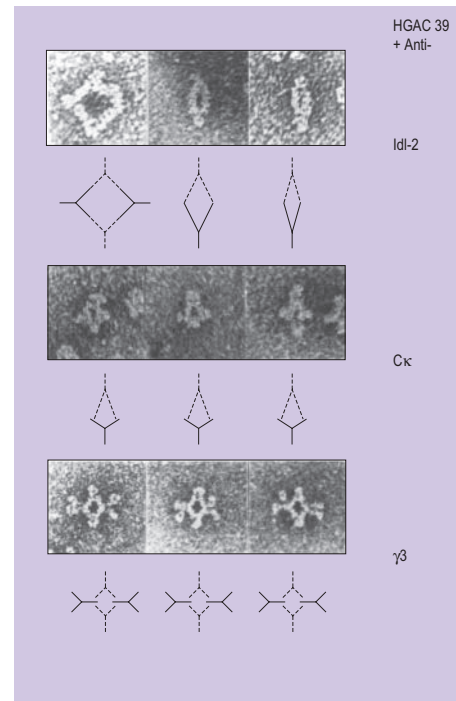 HGAC 39
+ Anti-
Idl-2
Cκ
γ3